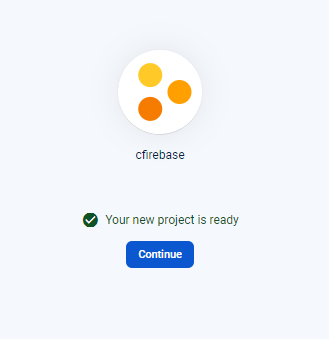 cfirebase
Your new project is ready
Continue